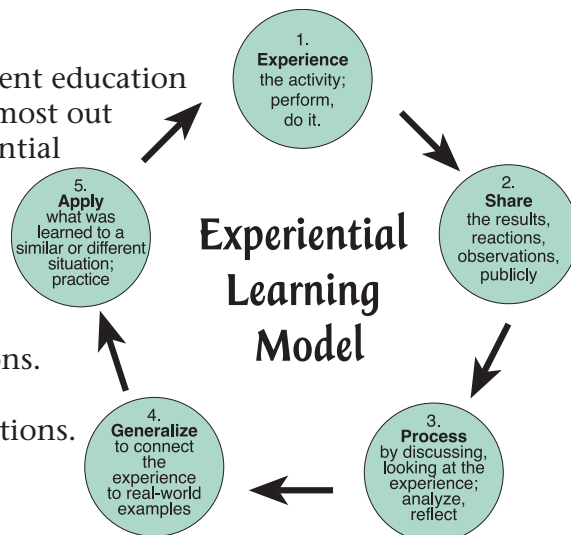 ent education
most out
ntial
ns.
tions.
1.
Experience
the activity;
perform,
do it.
2.
Share
the results,
reactions,
observations,
publicly
3.
Process
by discussing,
looking at the
experience;
analyze,
reflect
4.
Generalize
to connect
the
experience
to real-world
examples
5.
Apply
what was
learned to a
similar or different
situation;
practice
Experiential
Learning
Model